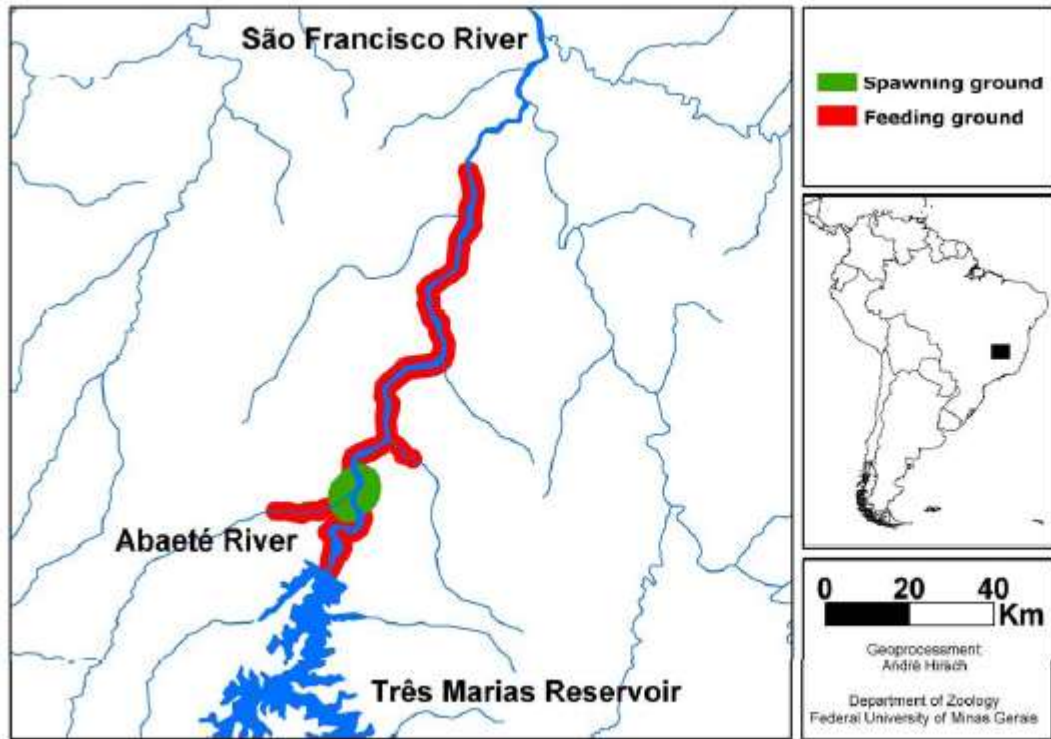 São Francisco River
Abaeté River
Três Marias Reservoir
Spawning ground
Feeding ground
0 20 40
Km
Geoprocessment:
André Hirsch
Department of Zoology
Federal University of Minas Gerais